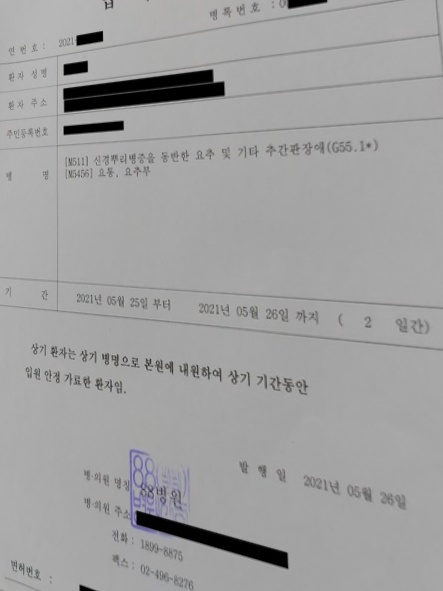 병록번호 :
연번호 : 2021-
환자 성명
환자 주소
주민등록번호
병 명 [M511] 신경뿌리병증을 동반한 요추 및 기타 추간판장애(G55.1*)
[M5456] 요통, 요추부
기 간 2021년 05월 25일 부터 2021년 05월 26일 까지 ( 2 일간)
상기 환자는 상기 병명으로 본원에 내원하여 상기 기간동안
입원 안정 가료한 환자임.
발 행 일 2021년 05월 26일
병·의원 명칭 88병원
병·의원 주소
전화 : 1899-8875
팩스 : 02-496-8276
면허번호 :